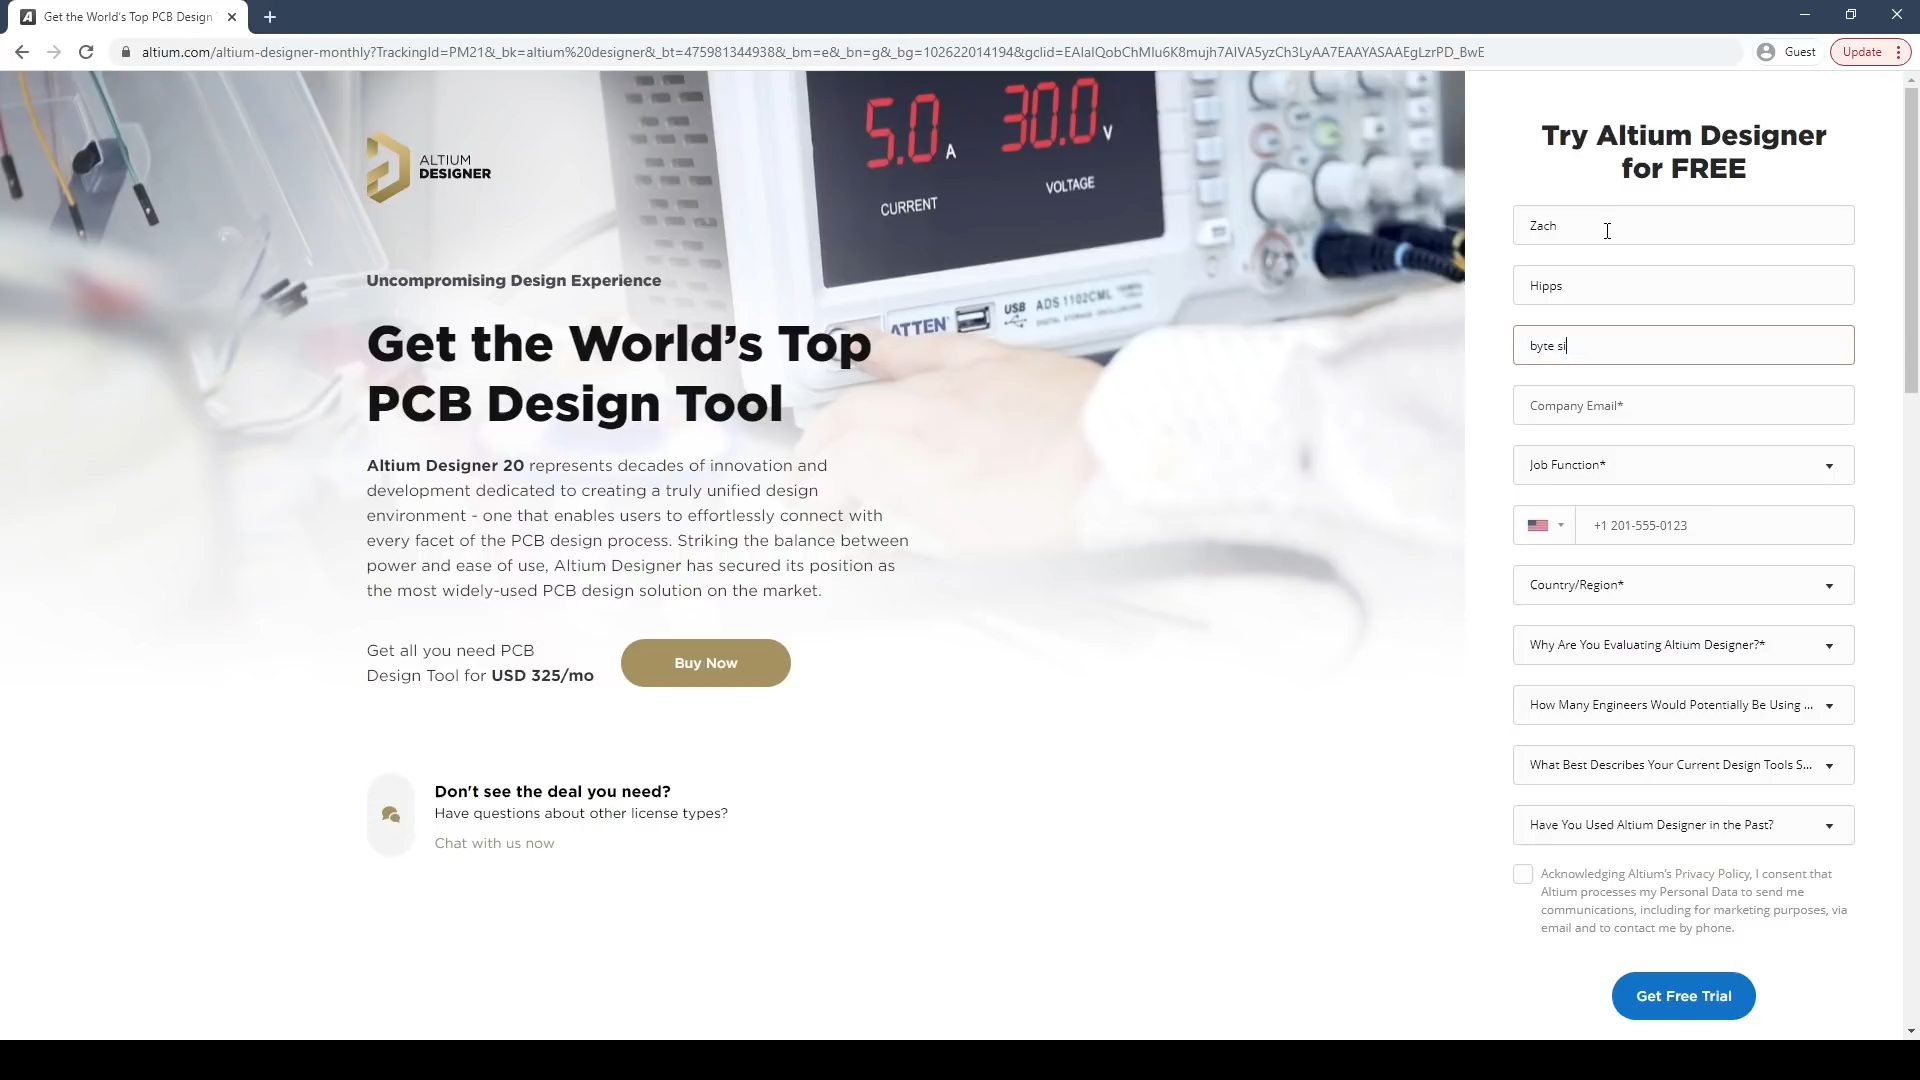 Get the World's Top PCB Design
Guest
Update
altium.com/altium-designer-monthly?TrackingId=PM21&_bk=altium%20designer&_bt=475981344938&_bm=e&_bn=g&_bg=102622014194&gclid=EAIaIQobChMIu6K8mujh7AIVA5yzCh3LyAA7EAAYASAAEgLzrPD_BwE
ALTIUM
DESIGNER
5.0 A
30.0 V
CURRENT
VOLTAGE
ATTEN
USB
ADS 1102CML
Uncompromising Design Experience
Get the World’s Top
PCB Design Tool
Altium Designer 20 represents decades of innovation and
development dedicated to creating a truly unified design
environment - one that enables users to effortlessly connect with
every facet of the PCB design process. Striking the balance between
power and ease of use, Altium Designer has secured its position as
the most widely-used PCB design solution on the market.
Get all you need PCB
Design Tool for USD 325/mo
Buy Now
Don't see the deal you need?
Have questions about other license types?
Chat with us now
Try Altium Designer
for FREE
Zach
Hipps
byte si
Company Email*
Job Function*
+1 201-555-0123
Country/Region*
Why Are You Evaluating Altium Designer?*
How Many Engineers Would Potentially Be Using ...
What Best Describes Your Current Design Tools S...
Have You Used Altium Designer in the Past?
Acknowledging Altium’s Privacy Policy, I consent that
Altium processes my Personal Data to send me
communications, including for marketing purposes, via
email and to contact me by phone.
Get Free Trial